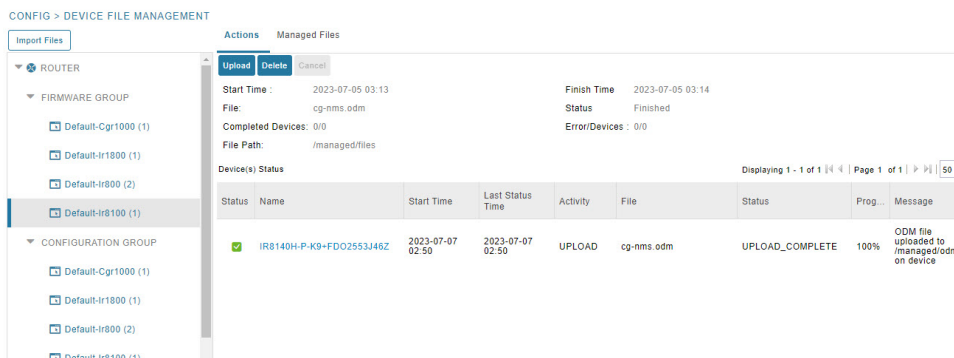 CONFIG > DEVICE FILE MANAGEMENT
Import Files
Actions Managed Files
ROUTER
FIRMWARE GROUP
Default-Cgr1000 (1)
Default-Ir1800 (1)
Default-Ir800 (2)
Default-Ir8100 (1)
CONFIGURATION GROUP
Default-Cgr1000 (1)
Default-Ir1800 (1)
Default-Ir800 (2)
Default-Ir8100 (1)
Upload Delete Cancel
Start Time : 2023-07-05 03:13 Finish Time 2023-07-05 03:14
File: cg-nms.odm Status Finished
Completed Devices: 0/0 Error/Devices : 0/0
File Path: /managed/files
Device(s) Status Displaying 1 - 1 of 1 Page 1 of 1 50
Status Name Start Time Last Status Time Activity File Status Prog... Message
IR8140H-P-K9+FDO2553J46Z 2023-07-07 02:50 2023-07-07 02:50 UPLOAD cg-nms.odm UPLOAD_COMPLETE 100% ODM file
uploaded to
/managed/odm
on device